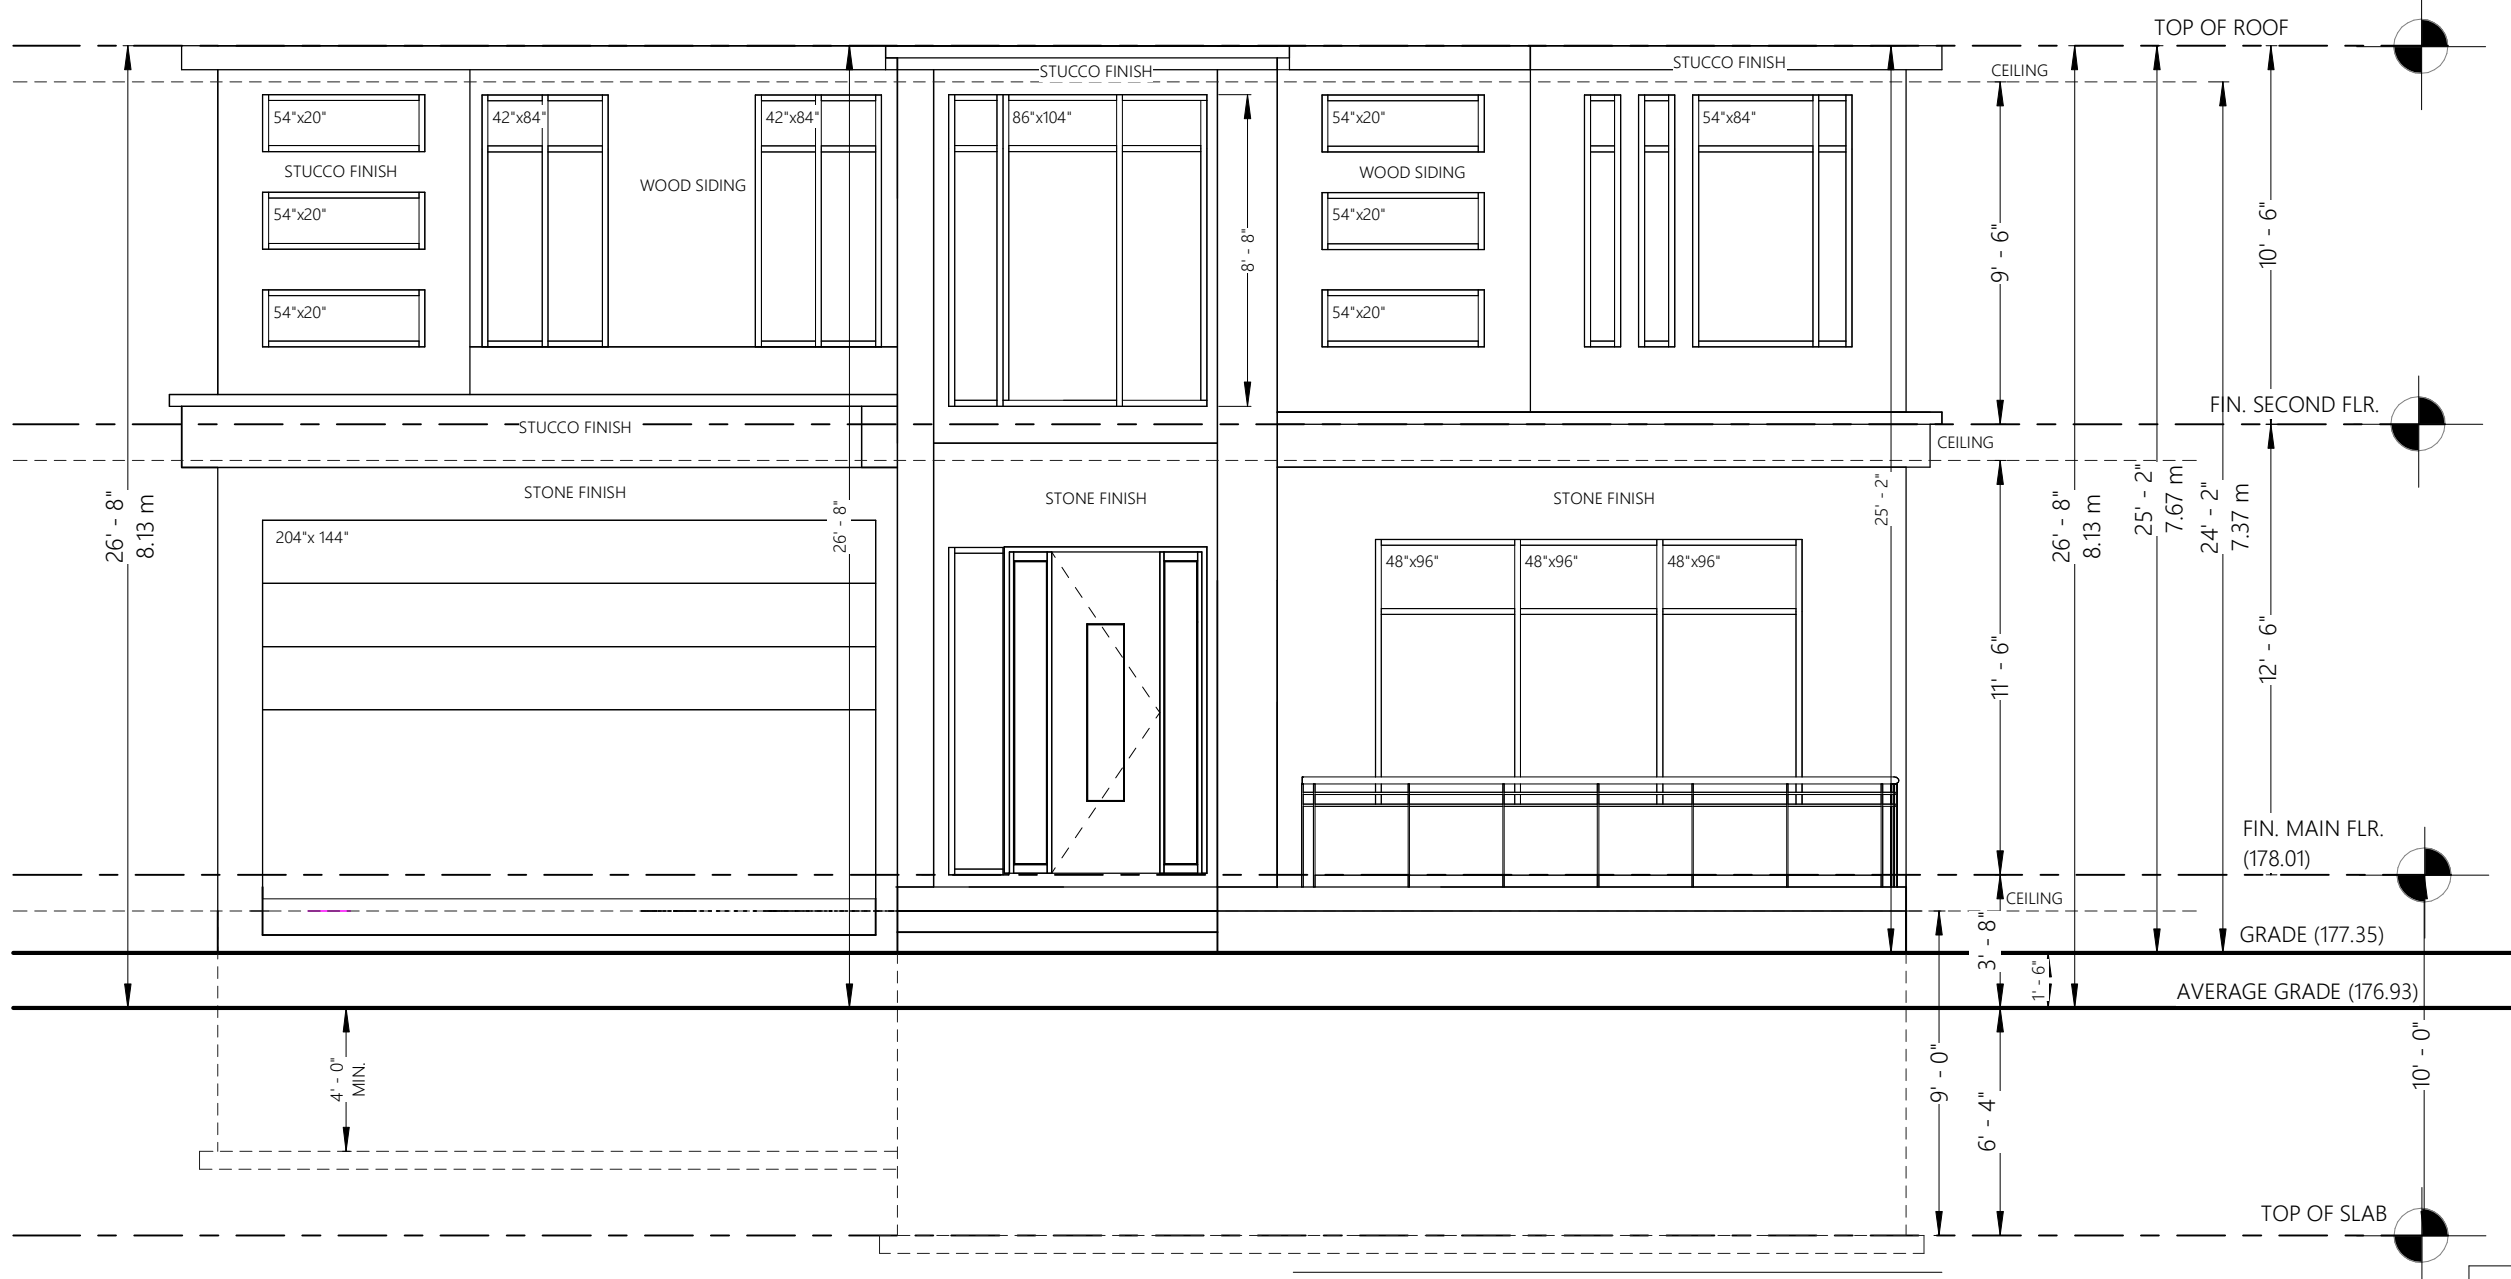 TOP OF ROOF
STUCCO FINISH
STUCCO FINISH
CEILING
54"x20"
42"x84"
42"x84"
86"x104"
54"x20"
54"x84"
STUCCO FINISH
WOOD SIDING
WOOD SIDING
54"x20"
54"x20"
8' - 8"
9' - 6"
10' - 6"
54"x20"
54"x20"
FIN. SECOND FLR.
STUCCO FINISH
CEILING
STONE FINISH
STONE FINISH
STONE FINISH
26' - 8"
8.13 m
26' - 8"
25' - 2"
26' - 8"
8.13 m
25' - 2"
7.67 m
24' - 2"
7.37 m
204"x 144"
48"x96"
48"x96"
48"x96"
11' - 6"
12' - 6"
FIN. MAIN FLR.
(178.01)
CEILING
3' - 8"
GRADE (177.35)
1' - 6"
AVERAGE GRADE (176.93)
4' - 0"
MIN.
9' - 0"
6' - 4"
10' - 0"
TOP OF SLAB